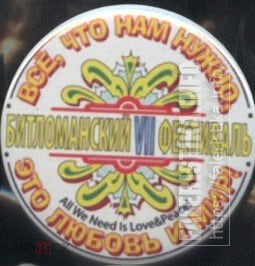 ВСЁ, ЧТО НАМ НУЖНО,
БИТЛОМАНСКИЙ VII ФЕСТИВАЛЬ
All We Need Is Love&Peace!
ЭТО ЛЮБОВЬ И МИР!